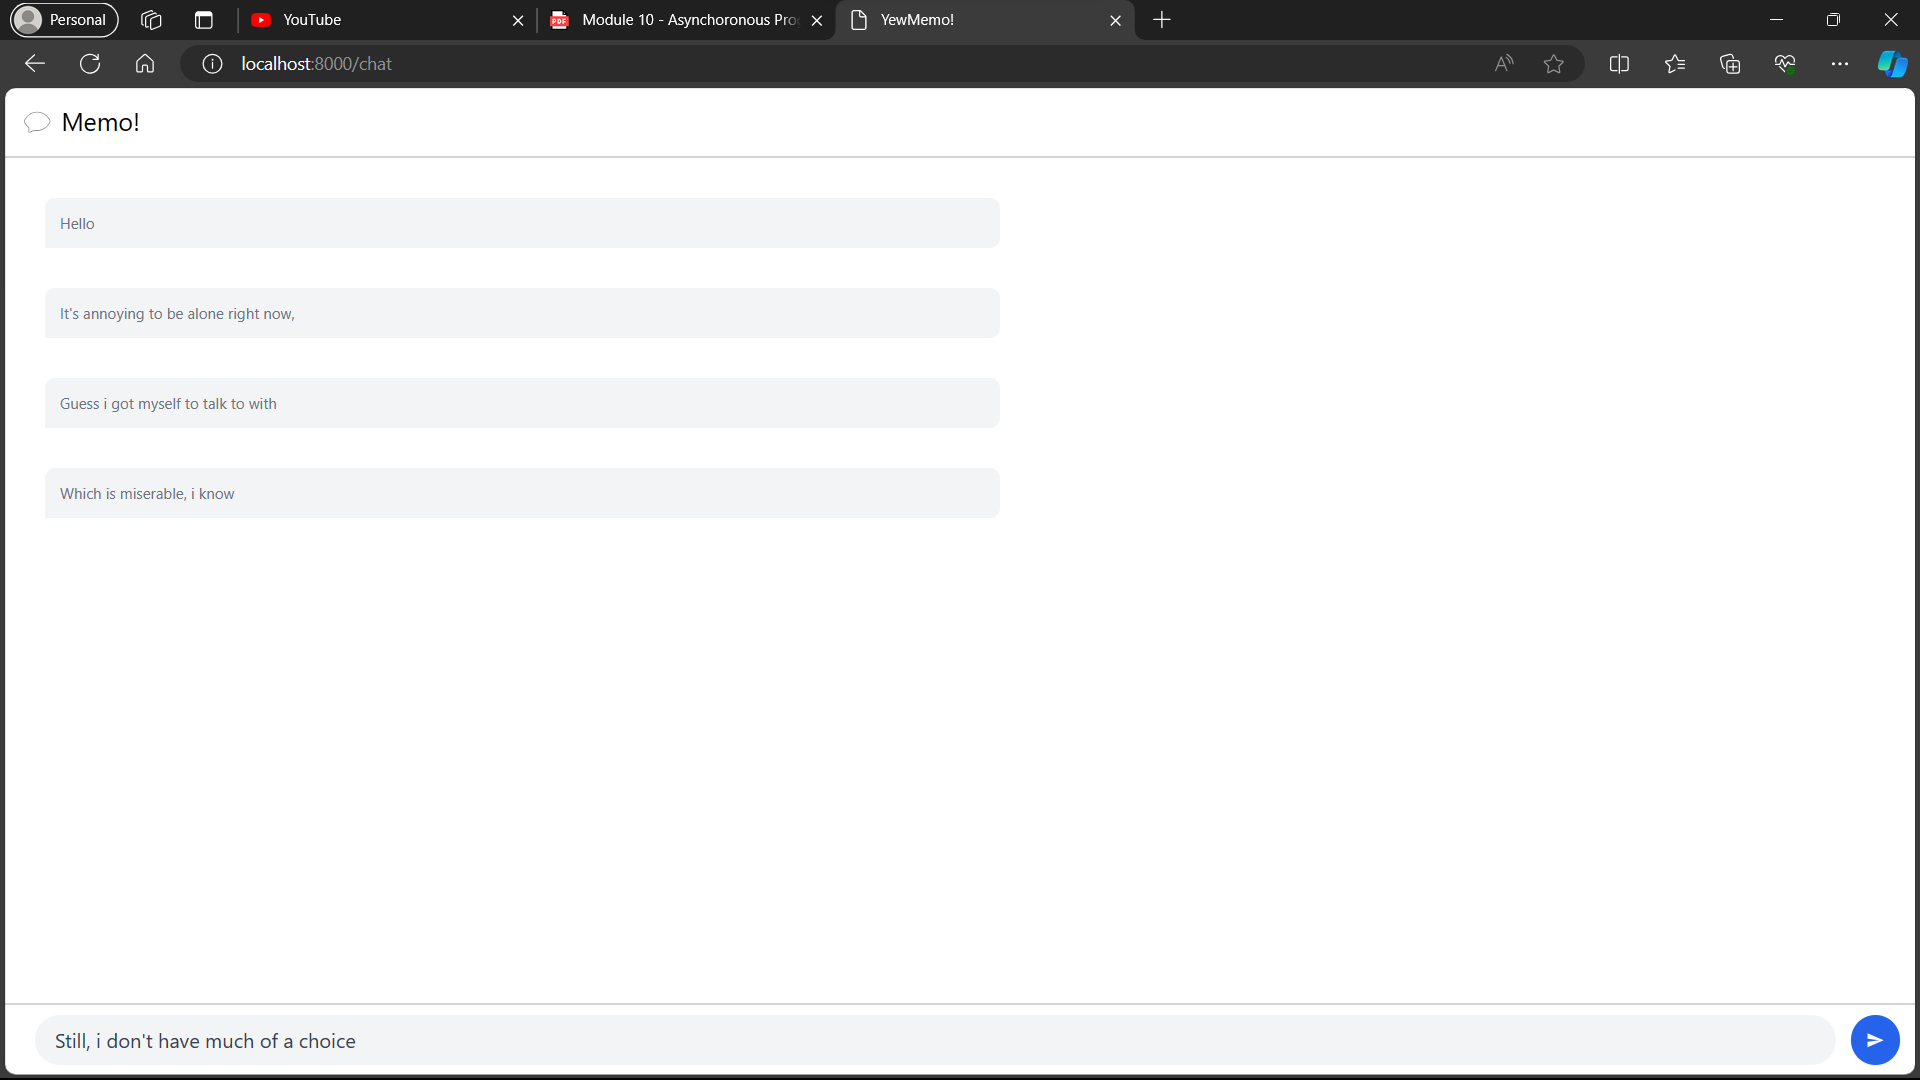 Personal
YouTube
Module 10 - Asynchoronous Pro
YewMemo!
localhost:8000/chat
Memo!
Hello
It's annoying to be alone right now,
Guess i got myself to talk to with
Which is miserable, i know
Still, i don't have much of a choice